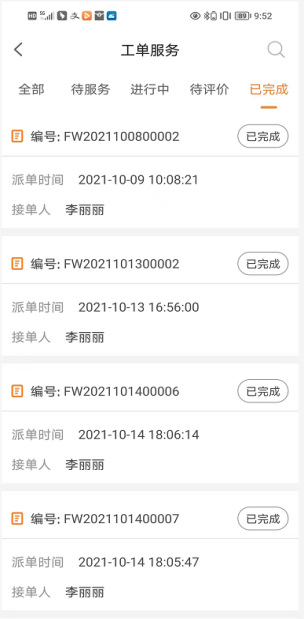 HD 5G 89 9:52
工单服务
全部 待服务 进行中 待评价 已完成
编号: FW2021100800002 已完成
派单时间 2021-10-09 10:08:21
接单人 李丽丽
编号: FW2021101300002 已完成
派单时间 2021-10-13 16:56:00
接单人 李丽丽
编号: FW2021101400006 已完成
派单时间 2021-10-14 18:06:14
接单人 李丽丽
编号: FW2021101400007 已完成
派单时间 2021-10-14 18:05:47
接单人 李丽丽